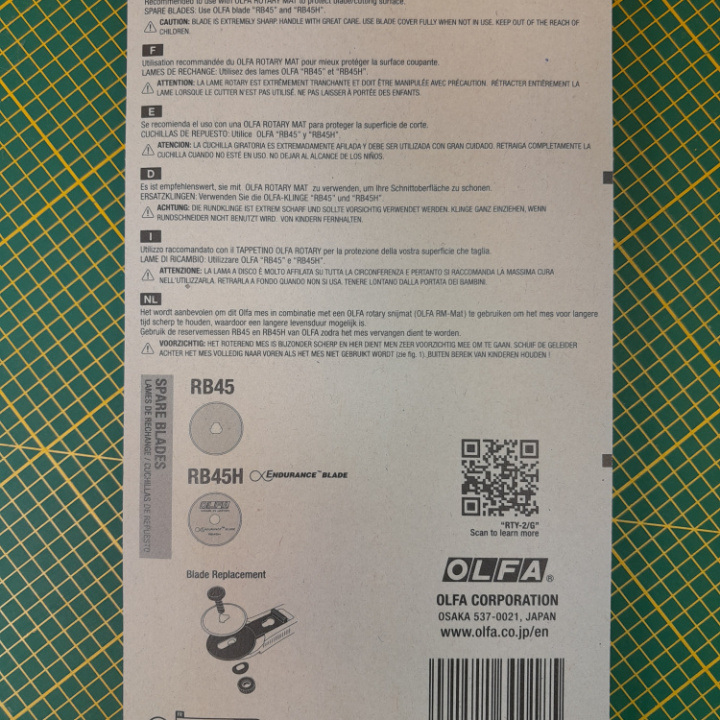 Recommended to use with OLFA ROTARY MAT to protect blade/cutting surface.
SPARE BLADES: Use OLFA blade "RB45" and "RB45H".
CAUTION: BLADE IS EXTREMELY SHARP. HANDLE WITH GREAT CARE. USE BLADE COVER FULLY WHEN NOT IN USE. KEEP OUT OF THE REACH OF
CHILDREN.
F
Utilisation recommandée du OLFA ROTARY MAT pour mieux protéger la surface coupante.
LAMES DE RECHANGE: Utilisez des lames OLFA "RB45" et "RB45H".
ATTENTION: LA LAME ROTARY EST EXTRÊMEMENT TRANCHANTE ET DOIT ÊTRE MANIPULÉE AVEC PRÉCAUTION. RÉTRACTER ENTIÈREMENT LA
LAME LORSQUE LE CUTTER N'EST PAS UTILISÉ. NE PAS LAISSER À PORTÉE DES ENFANTS.
E
Se recomienda el uso con una OLFA ROTARY MAT para proteger la superficie de corte.
CUCHILLAS DE REPUESTO: Utilice OLFA "RB45" y "RB45H".
ATENCION: LA CUCHILLA GIRATORIA ES EXTREMADAMENTE AFILADA Y DEBE SER UTILIZADA CON GRAN CUIDADO. RETRAIGA COMPLETAMENTE LA
CUCHILLA CUANDO NO ESTÉ EN USO. NO DEJAR AL ALCANCE DE LOS NIÑOS.
D
Es ist empfehlenswert, sie mit OLFA ROTARY MAT zu verwenden, um Ihre Schnittoberfläche zu schonen.
ERSATZKLINGEN: Verwenden Sie die OLFA-KLINGE "RB45" und "RB45H".
ACHTUNG: DIE RUNDKLINGE IST EXTREM SCHARF UND SOLLTE VORSICHTIG VERWENDET WERDEN. KLINGE GANZ EINZIEHEN, WENN
RUNDSCHNEIDER NICHT BENUTZT WIRD. VON KINDERN FERNHALTEN.
I
Utilizzo raccomandato con il TAPPETINO OLFA ROTARY per la protezione della vostra superficie che taglia.
LAME DI RICAMBIO: Utilizzare OLFA "RB45" e "RB45H".
ATTENZIONE: LA LAMA A DISCO È MOLTO AFFILATA SU TUTTA LA CIRCONFERENZA E PERTANTO SI RACCOMANDA LA MASSIMA CURA
NELL'UTILIZZARLA. RETRARLA A FONDO QUANDO NON SI USA. TENERE LONTANO DALLA PORTATA DEI BAMBINI.
NL
Het wordt aanbevolen om dit Olfa mes in combinatie met een OLFA rotary snijmat (OLFA RM-Mat) te gebruiken om het mes voor langere
tijd scherp te houden, waardoor een langere levensduur mogelijk is.
Gebruik de reservemessen RB45 en RB45H van OLFA zodra het mes vervangen dient te worden.
VOORZICHTIG: HET ROTEREND MES IS BIJZONDER SCHERP EN HIER DIENT MEN ZEER VOORZICHTIG MEE OM TE GAAN. SCHUIF DE GELEIDER
ACHTER HET MES VOLLEDIG NAAR VOREN ALS HET MES NIET GEBRUIKT WORDT (zie fig. 1). BUITEN BEREIK VAN KINDEREN HOUDEN !
SPARE BLADES
LAMES DE RECHANGE / CUCHILLAS DE REPUESTO
RB45
RB45H ENDURANCE™ BLADE
OLFA
"RTY-2/G"
Scan to learn more
Blade Replacement
OLFA®
OLFA CORPORATION
OSAKA 537-0021, JAPAN
www.olfa.co.jp/en